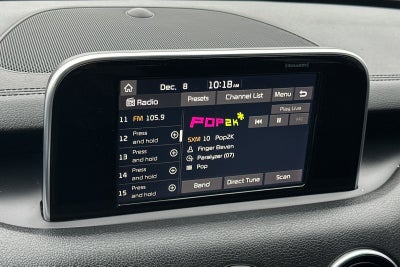 SiriusXM
Dec. 8 10:18 AM
Radio Presets Channel List Menu
Play Live
11 FM 105.9
POP2K
12 Press and hold
SXM 10 Pop2K
13 Press and hold
Finger Eleven
Paralyzer (07)
14 Press and hold
Pop
15 Press and hold
Band Direct Tune Scan